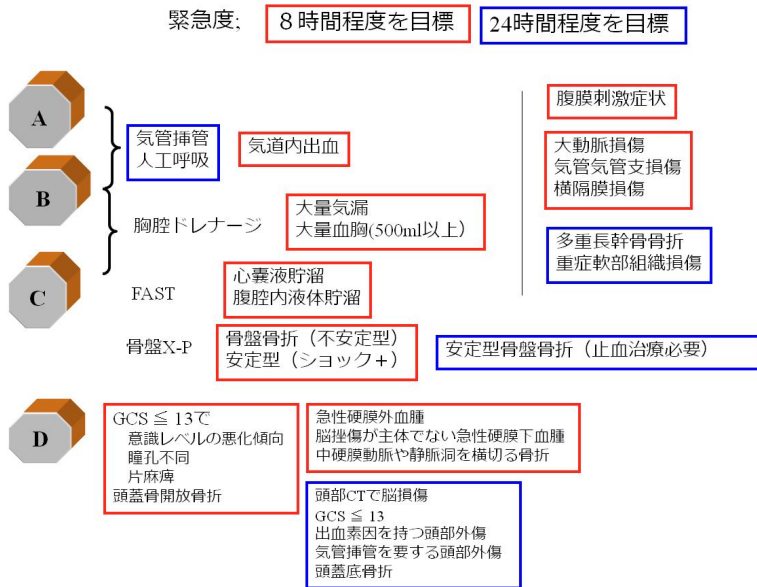 緊急度; 8時間程度を目標 24時間程度を目標
A
気管挿管
人工呼吸
気道内出血
B
胸腔ドレナージ
大量気漏
大量血胸(500ml以上)
C
FAST
心嚢液貯溜
腹腔内液体貯溜
骨盤X-P
骨盤骨折（不安定型）
安定型（ショック+）
安定型骨盤骨折（止血治療必要）
腹膜刺激症状
大動脈損傷
気管気管支損傷
横隔膜損傷
多重長幹骨骨折
重症軟部組織損傷
D
GCS ≦ 13で
意識レベルの悪化傾向
瞳孔不同
片麻痺
頭蓋骨開放骨折
急性硬膜外血腫
脳挫傷が主体でない急性硬膜下血腫
中硬膜動脈や静脈洞を横切る骨折
頭部CTで脳損傷
GCS ≦ 13
出血素因を持つ頭部外傷
気管挿管を要する頭部外傷
頭蓋底骨折